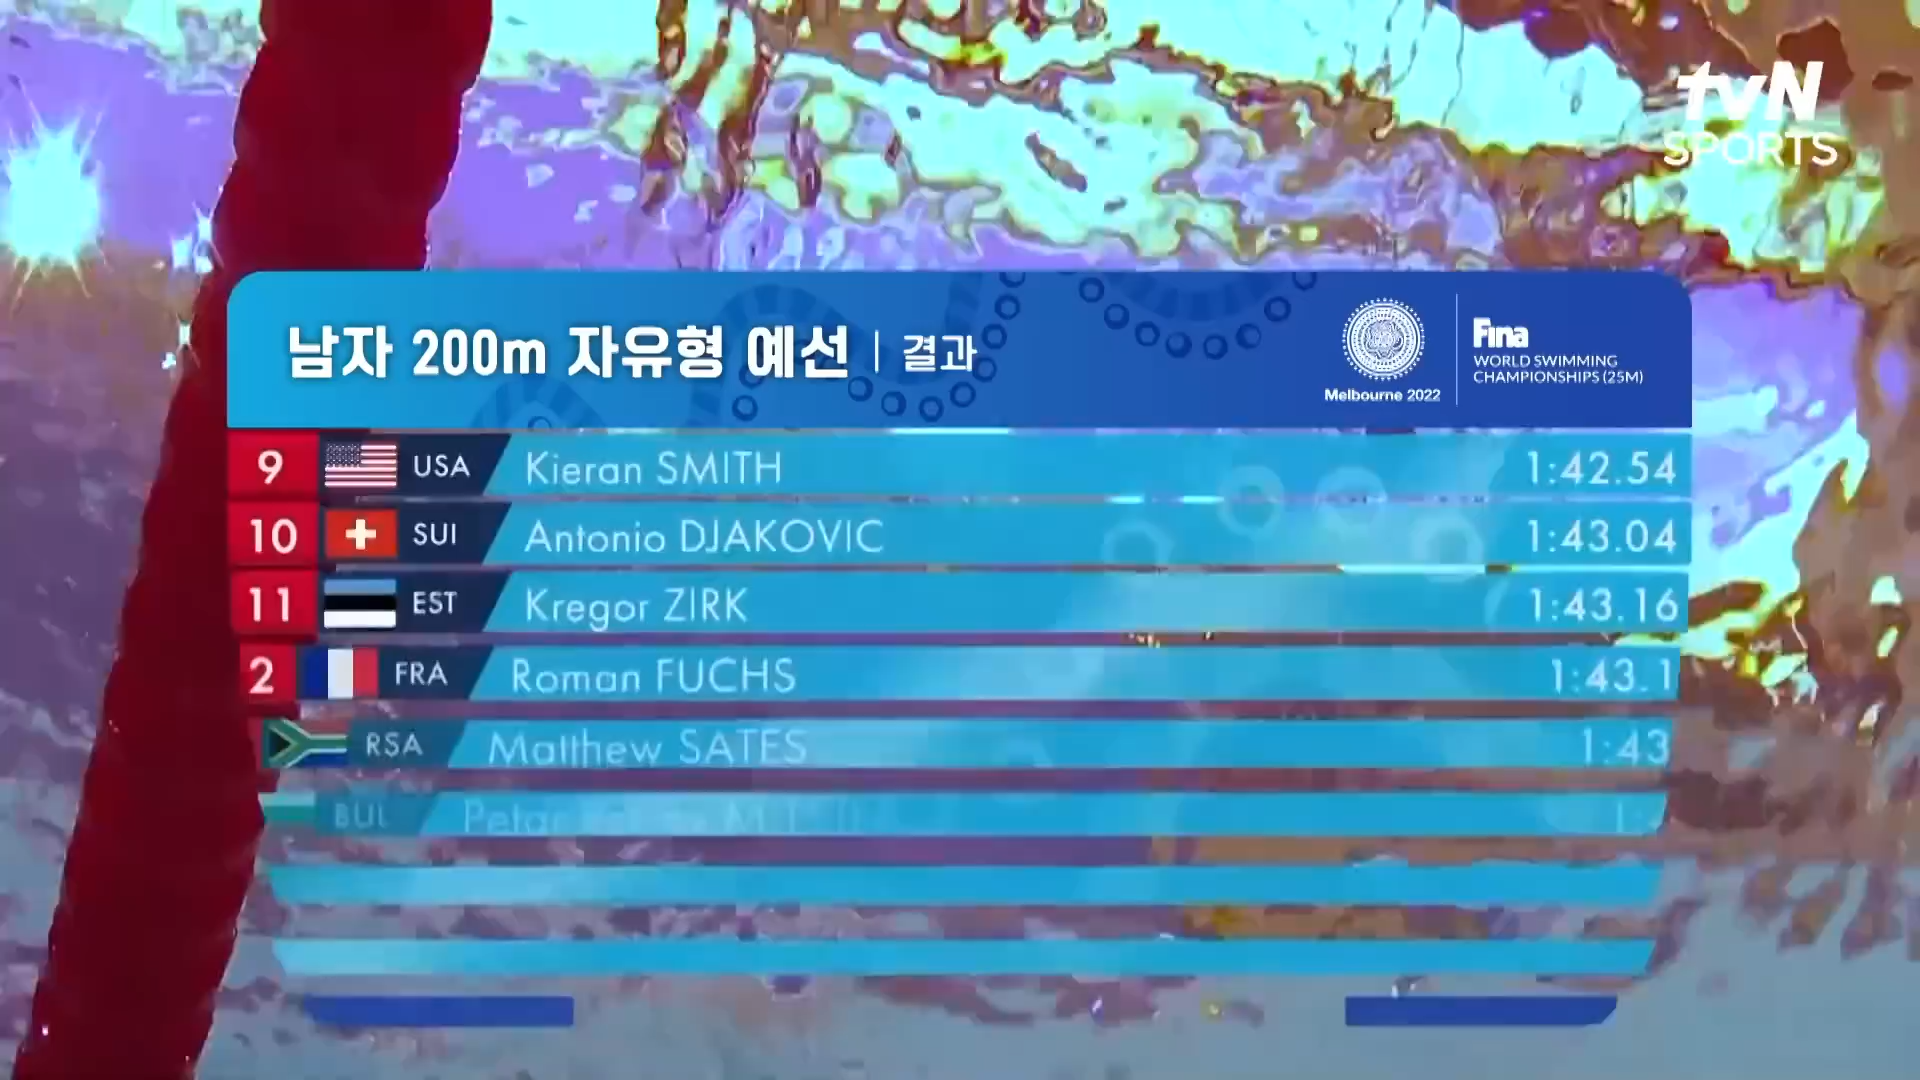 tvN
SPORTS
남자 200m 자유형 예선 | 결과
Melbourne 2022
Fina
WORLD SWIMMING
CHAMPIONSHIPS (25M)
9 USA Kieran SMITH 1:42.54
10 SUI Antonio DJAKOVIC 1:43.04
11 EST Kregor ZIRK 1:43.16
2 FRA Roman FUCHS 1:43.1
RSA Matthew SATES 1:43
BUL Petar